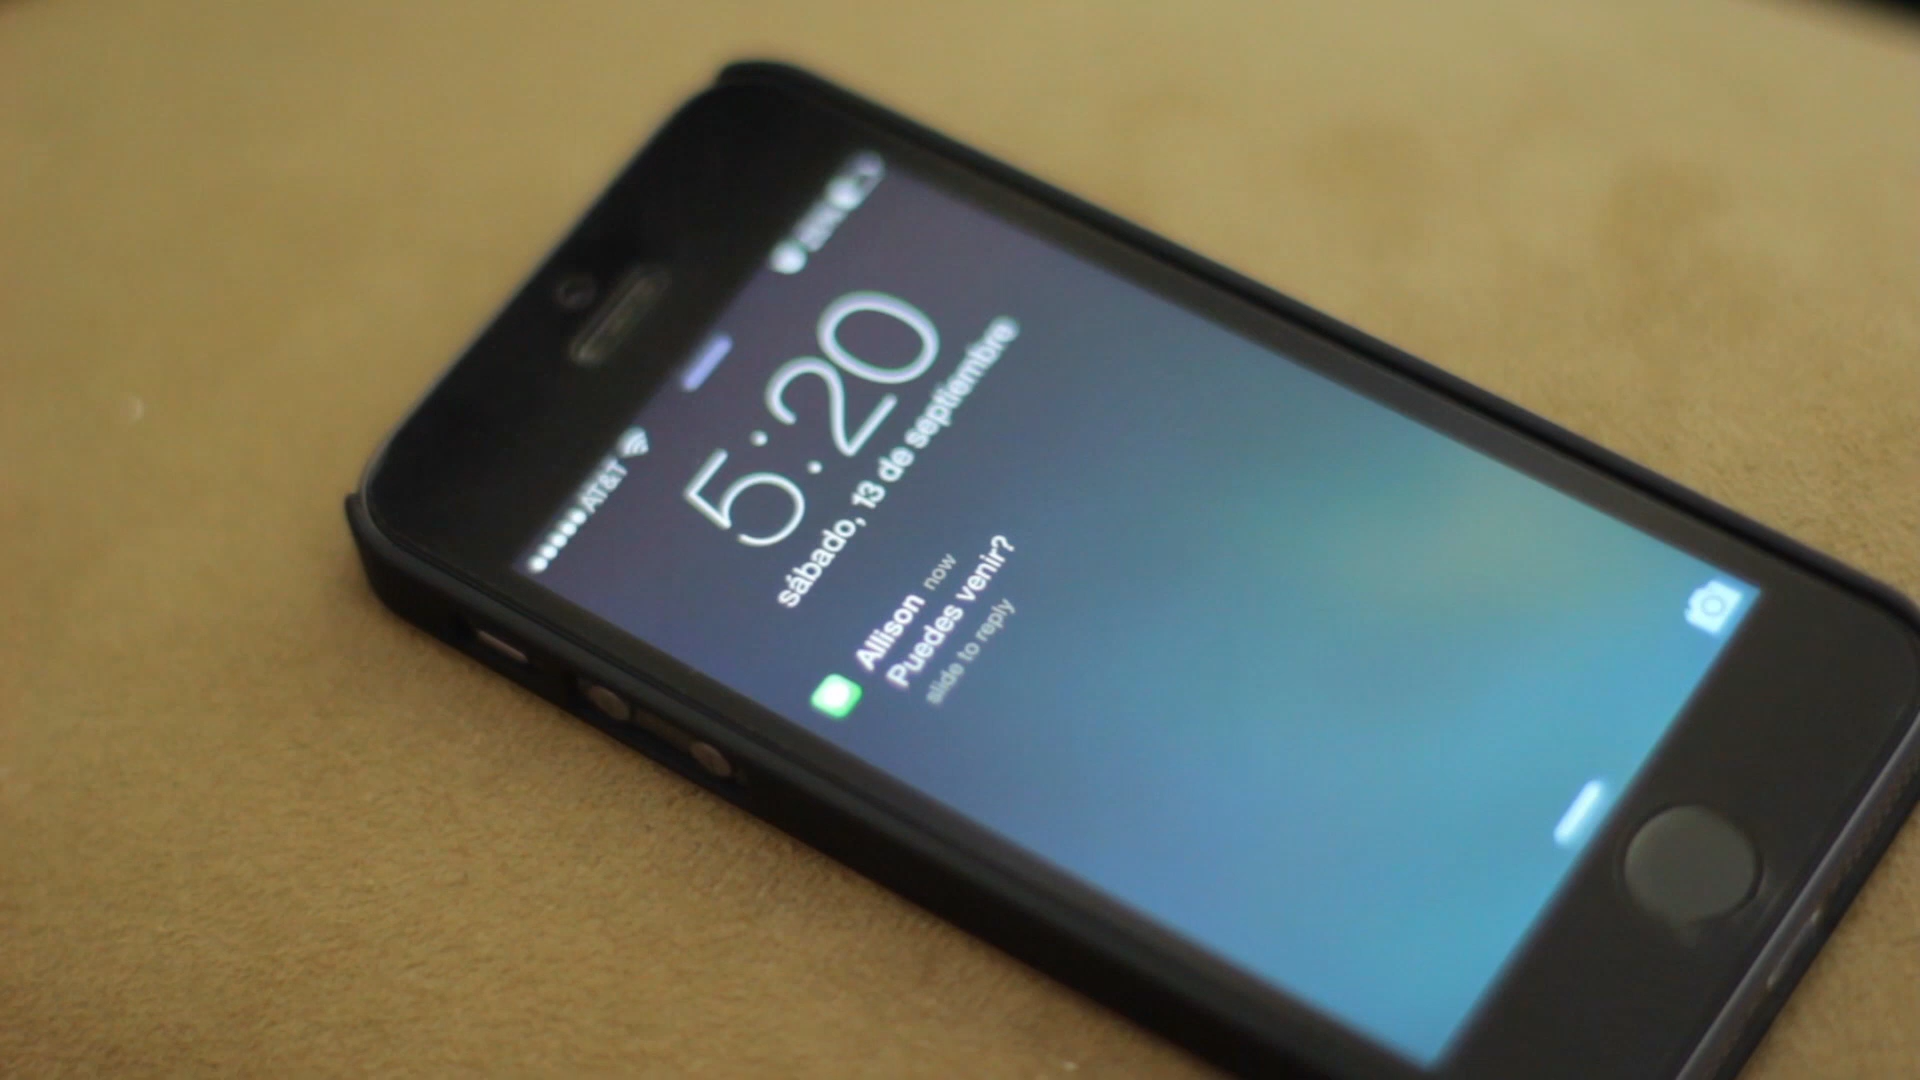 AT&T
5:20
sábado, 13 de septiembre
Allison now
Puedes venir?
slide to reply